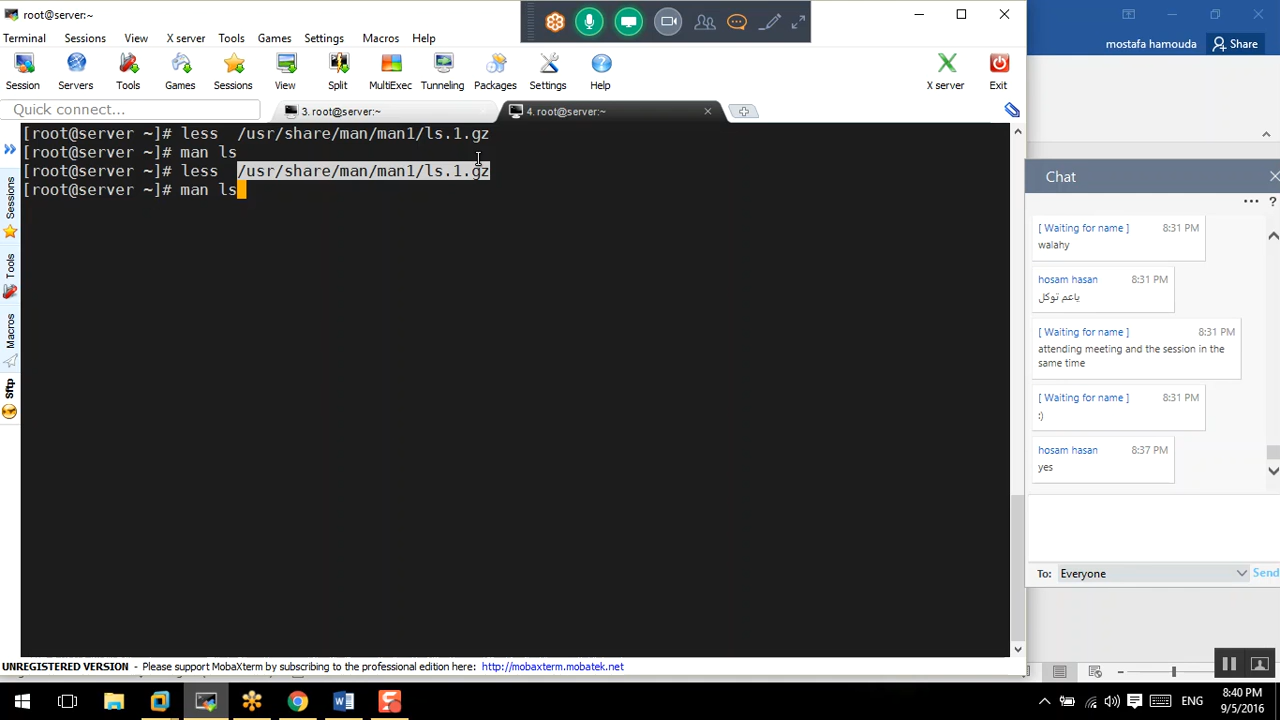 root@server:~
Terminal Sessions View X server Tools Games Settings Macros Help
Session Servers Tools Games Sessions View Split MultiExec Tunneling Packages Settings Help X server Exit
Quick connect...
3. root@server:~
4. root@server:~
[root@server ~]# less  /usr/share/man/man1/ls.1.gz
[root@server ~]# man ls
[root@server ~]# less  /usr/share/man/man1/ls.1.gz
[root@server ~]# man ls
Sessions
Tools
Macros
Sftp
UNREGISTERED VERSION - Please support MobaXterm by subscribing to the professional edition here: http://mobaxterm.mobatek.net
mostafa hamouda Share
Chat
... ?
[ Waiting for name ] 8:31 PM
walahy
hosam hasan 8:31 PM
ياعم توكل
[ Waiting for name ] 8:31 PM
attending meeting and the session in the
same time
[ Waiting for name ] 8:31 PM
:)
hosam hasan 8:37 PM
yes
To: Everyone Send
ENG
8:40 PM
9/5/2016